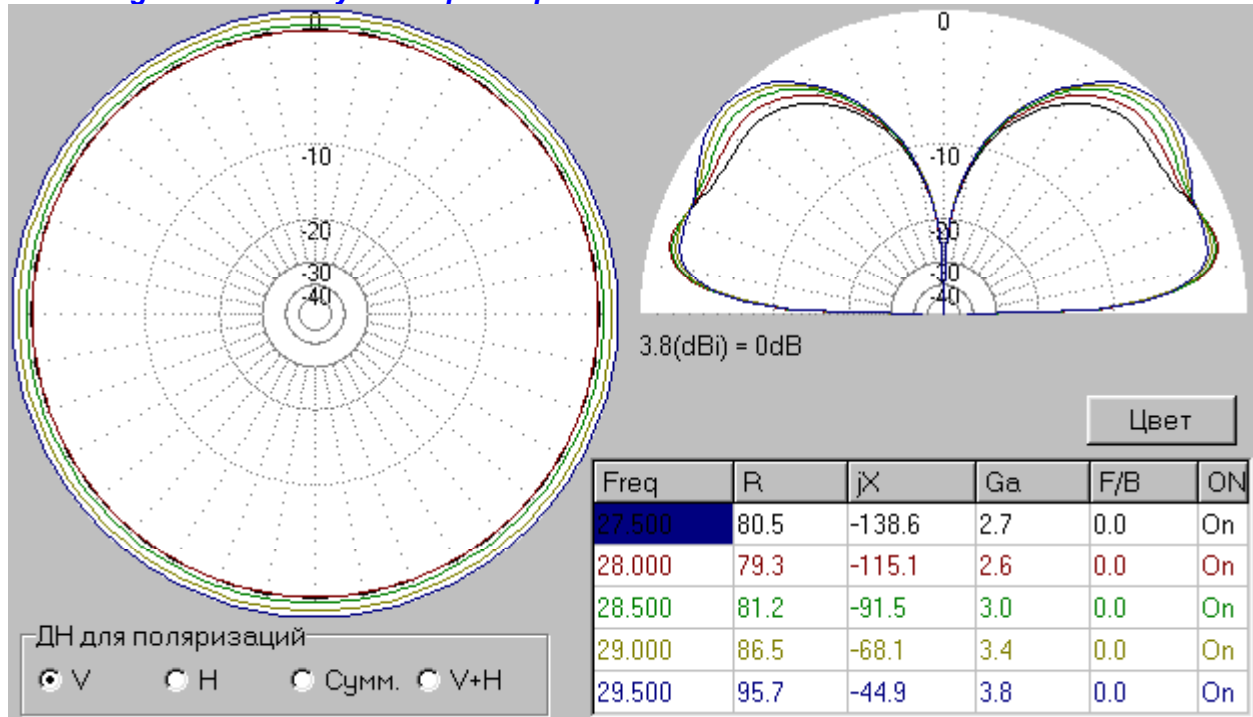 0
-10
-20
-30
-40
0
-10
-20
-30
-40
3.8(dBi) = 0dB
Цвет
Freq R jX Ga F/B ON
27.500 80.5 -138.6 2.7 0.0 On
28.000 79.3 -115.1 2.6 0.0 On
28.500 81.2 -91.5 3.0 0.0 On
29.000 86.5 -68.1 3.4 0.0 On
29.500 95.7 -44.9 3.8 0.0 On
ДН для поляризаций
V H Сумм. V+H